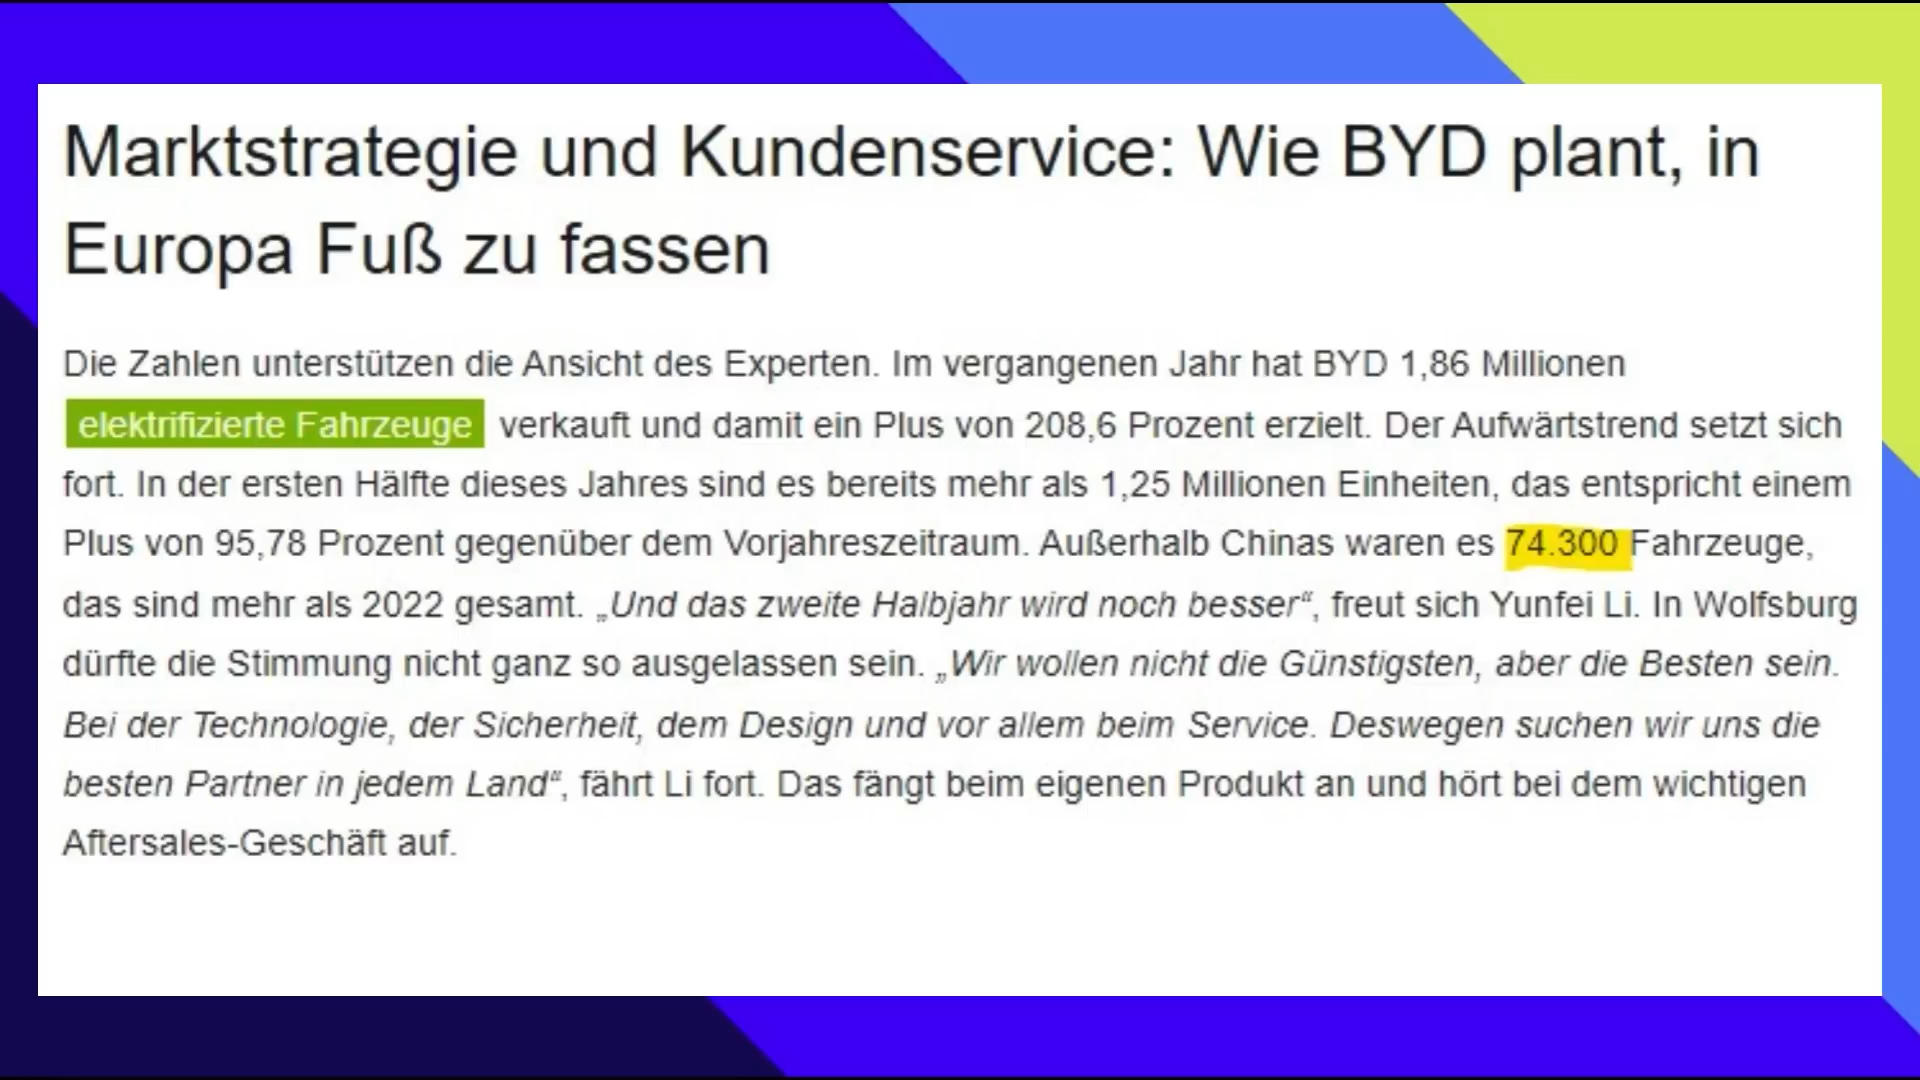 Marktstrategie und Kundenservice: Wie BYD plant, in
Europa Fuß zu fassen
Die Zahlen unterstützen die Ansicht des Experten. Im vergangenen Jahr hat BYD 1,86 Millionen
elektrifizierte Fahrzeuge verkauft und damit ein Plus von 208,6 Prozent erzielt. Der Aufwärtstrend setzt sich
fort. In der ersten Hälfte dieses Jahres sind es bereits mehr als 1,25 Millionen Einheiten, das entspricht einem
Plus von 95,78 Prozent gegenüber dem Vorjahreszeitraum. Außerhalb Chinas waren es 74.300 Fahrzeuge,
das sind mehr als 2022 gesamt. „Und das zweite Halbjahr wird noch besser“, freut sich Yunfei Li. In Wolfsburg
dürfte die Stimmung nicht ganz so ausgelassen sein. „Wir wollen nicht die Günstigsten, aber die Besten sein.
Bei der Technologie, der Sicherheit, dem Design und vor allem beim Service. Deswegen suchen wir uns die
besten Partner in jedem Land“, fährt Li fort. Das fängt beim eigenen Produkt an und hört bei dem wichtigen
Aftersales-Geschäft auf.